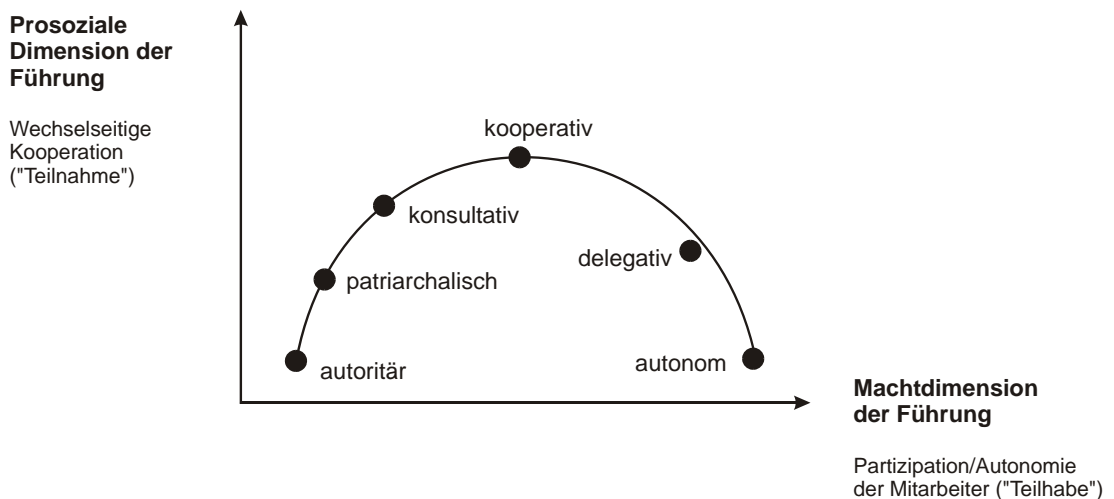 Prosoziale
Dimension der
Führung
Wechselseitige
Kooperation
("Teilnahme")
kooperativ
konsultativ
delegativ
patriarchalisch
autoritär
autonom
Machtdimension
der Führung
Partizipation/Autonomie
der Mitarbeiter ("Teilhabe")